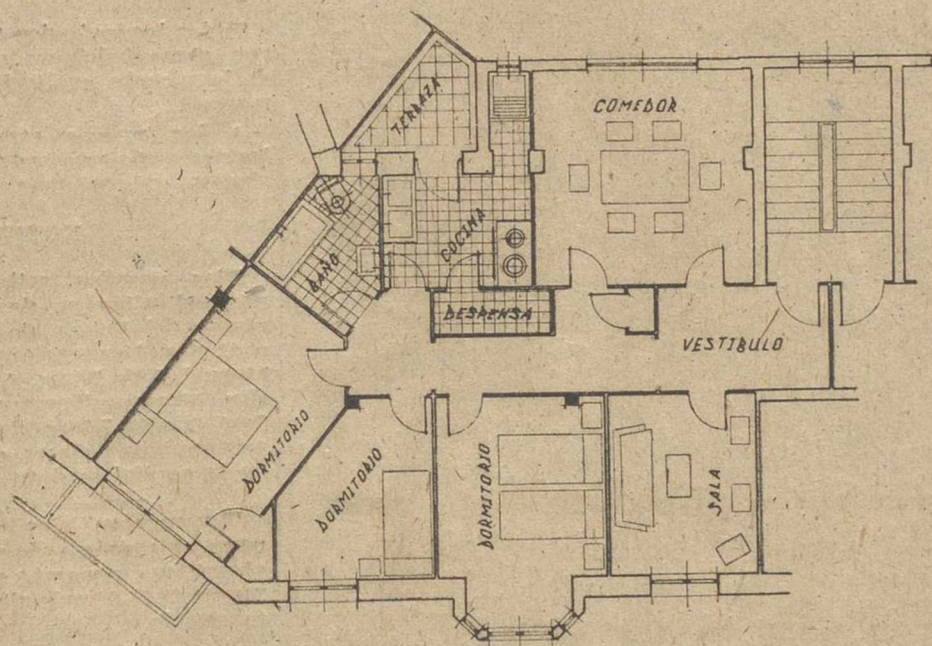 TERRAZA
COMEDOR
COCINA
BAÑO
DESPENSA
VESTIBULO
DORMITORIO
DORMITORIO
DORMITORIO
SALA